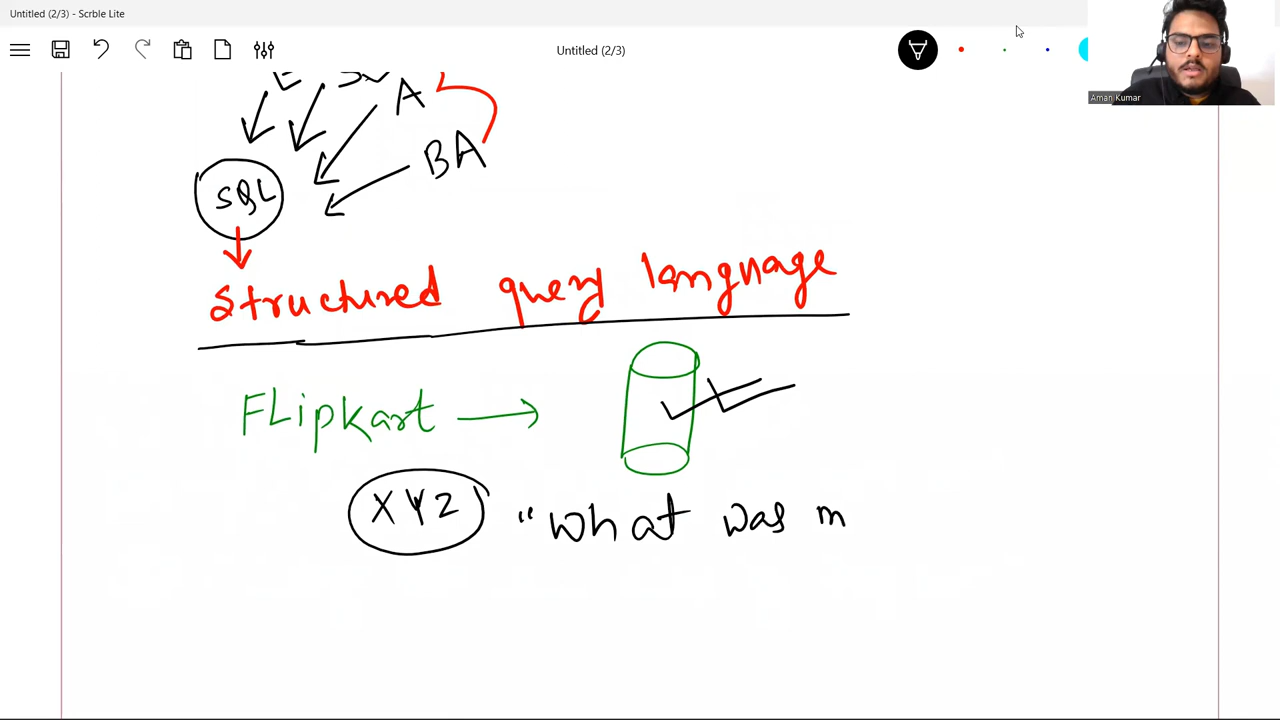 Untitled (2/3) - Scrble Lite
Untitled (2/3)
Aman Kumar
A
BA
SQL
Structured query language
FLipkart
XYZ "What was m